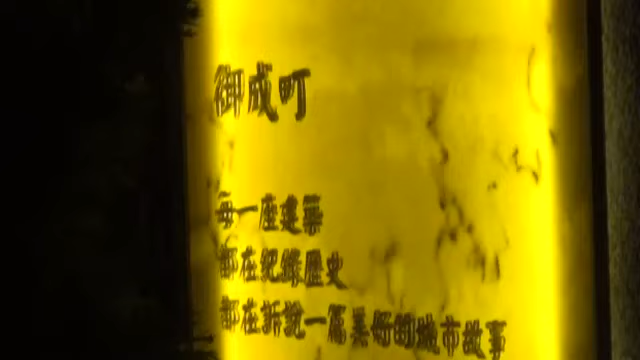 御成町
每一座建築
都在紀錄歷史
都在訴說一篇美好的城市故事